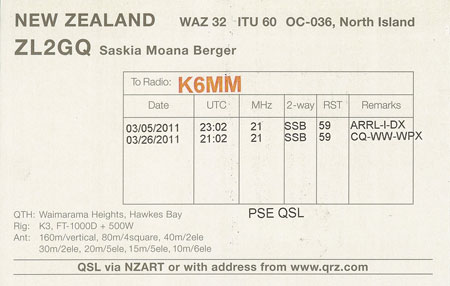 NEW ZEALAND WAZ 32 ITU 60 OC-036, North Island
ZL2GQ Saskia Moana Berger
To Radio: K6MM
Date UTC MHz 2-way RST Remarks
03/05/2011 23:02 21 SSB 59 ARRL-I-DX
03/26/2011 21:02 21 SSB 59 CQ-WW-WPX
PSE QSL
QTH: Waimarama Heights, Hawkes Bay
Rig: K3, FT-1000D + 500W
Ant: 160m/vertical, 80m/4square, 40m/2ele
30m/2ele, 20m/5ele, 15m/5ele, 10m/6ele
QSL via NZART or with address from www.qrz.com